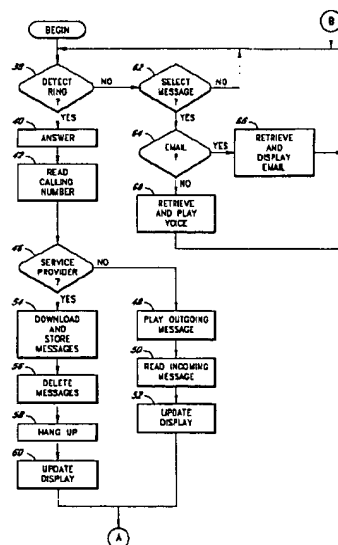 BEGIN
B
38
DETECT
RING
?
NO
YES
62
SELECT
MESSAGE
?
NO
YES
40
ANSWER
42
READ
CALLING
NUMBER
64
EMAIL
?
YES
NO
66
RETRIEVE
AND
DISPLAY
EMAIL
68
RETRIEVE
AND PLAY
VOICE
46
SERVICE
PROVIDER
?
NO
YES
54
DOWNLOAD
AND
STORE
MESSAGES
48
PLAY OUTGOING
MESSAGE
56
DELETE
MESSAGES
50
READ INCOMING
MESSAGE
58
HANG UP
52
UPDATE
DISPLAY
60
UPDATE
DISPLAY
A